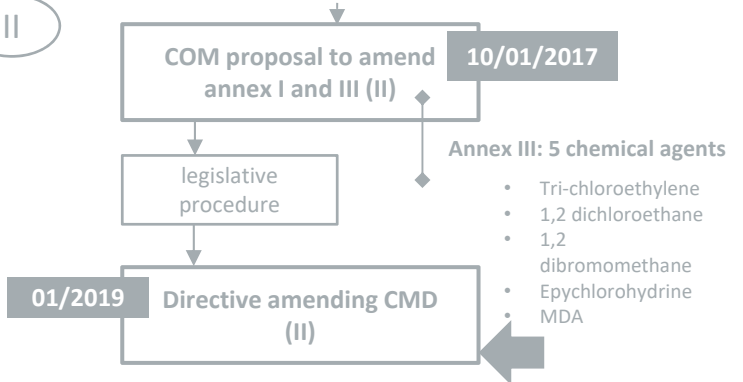 II
COM proposal to amend
annex I and III (II)
10/01/2017
Annex III: 5 chemical agents
legislative
procedure
• Tri-chloroethylene
• 1,2 dichloroethane
• 1,2
dibromomethane
• Epychlorohydrine
• MDA
01/2019
Directive amending CMD
(II)